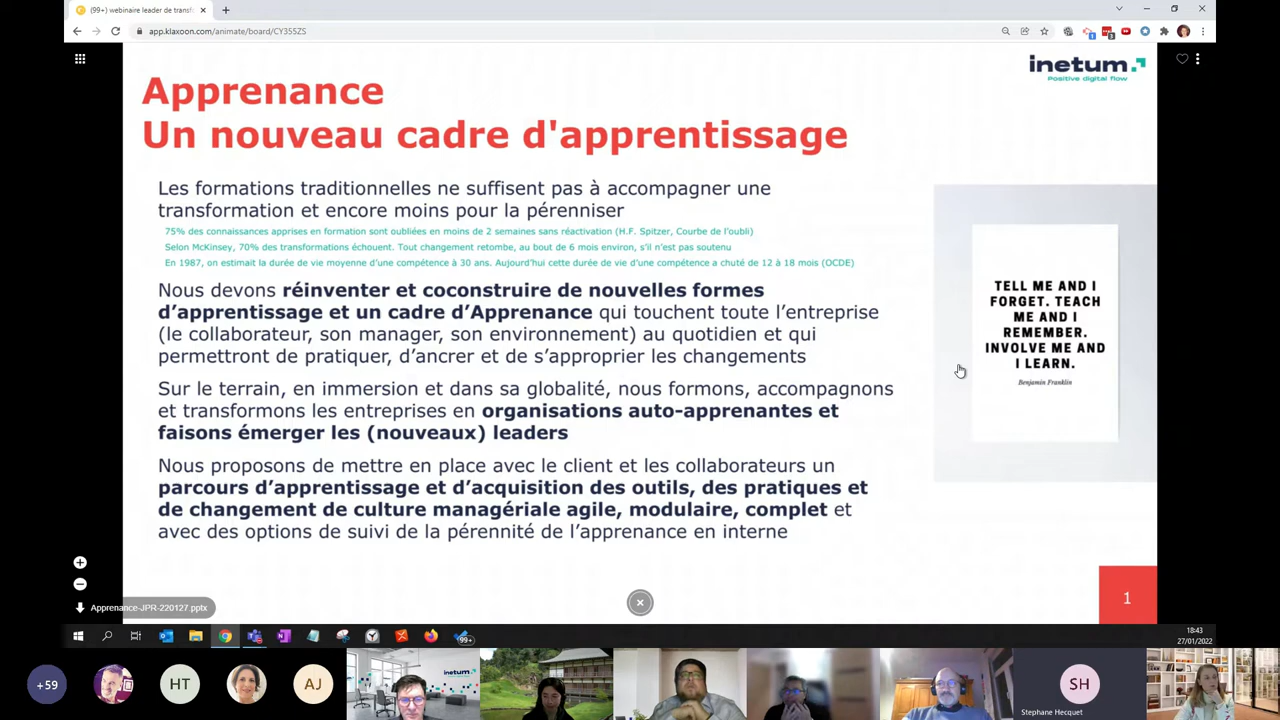 (99+) webinaire leader de transf
app.klaxoon.com/animate/board/CY355ZS
inetum.
Positive digital flow
Apprenance
Un nouveau cadre d'apprentissage
Les formations traditionnelles ne suffisent pas à accompagner une
transformation et encore moins pour la pérenniser
75% des connaissances apprises en formation sont oubliées en moins de 2 semaines sans réactivation (H.F. Spitzer, Courbe de l’oubli)
Selon McKinsey, 70% des transformations échouent. Tout changement retombe, au bout de 6 mois environ, s’il n’est pas soutenu
En 1987, on estimait la durée de vie moyenne d’une compétence à 30 ans. Aujourd’hui cette durée de vie d’une compétence a chuté de 12 à 18 mois (OCDE)
Nous devons réinventer et coconstruire de nouvelles formes
d’apprentissage et un cadre d’Apprenance qui touchent toute l’entreprise
(le collaborateur, son manager, son environnement) au quotidien et qui
permettront de pratiquer, d’ancrer et de s’approprier les changements
Sur le terrain, en immersion et dans sa globalité, nous formons, accompagnons
et transformons les entreprises en organisations auto-apprenantes et
faisons émerger les (nouveaux) leaders
Nous proposons de mettre en place avec le client et les collaborateurs un
parcours d’apprentissage et d’acquisition des outils, des pratiques et
de changement de culture managériale agile, modulaire, complet et
avec des options de suivi de la pérennité de l’apprenance en interne
TELL ME AND I
FORGET. TEACH
ME AND I
REMEMBER.
INVOLVE ME AND
I LEARN.
Benjamin Franklin
1
Apprenance-JPR-220127.pptx
99+
18:43
27/01/2022
+59
HT
AJ
inetum.
SH
Stephane Hecquet